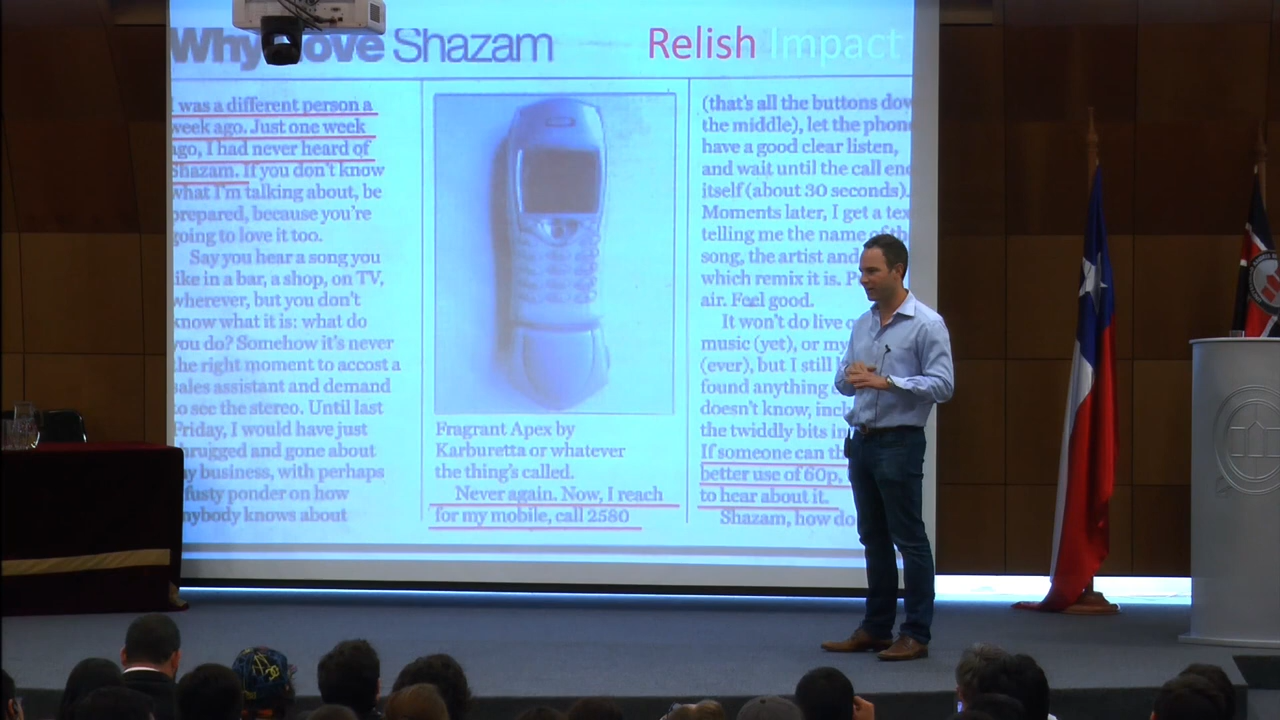 Why love Shazam
Relish Impact
I was a different person a
week ago. Just one week
ago, I had never heard of
Shazam. If you don't know
what I'm talking about, be
prepared, because you're
going to love it too.
Say you hear a song you
like in a bar, a shop, on TV,
wherever, but you don't
know what it is: what do
you do? Somehow it's never
the right moment to accost a
sales assistant and demand
to see the stereo. Until last
Friday, I would have just
shrugged and gone about
my business, with perhaps
fusty ponder on how
anybody knows about
Fragrant Apex by
Karburetta or whatever
the thing's called.
Never again. Now, I reach
for my mobile, call 2580
(that's all the buttons dow
the middle), let the phone
have a good clear listen,
and wait until the call en
itself (about 30 seconds).
Moments later, I get a tex
telling me the name of th
song, the artist and
which remix it is. P
air. Feel good.
It won't do live o
music (yet), or my
(ever), but I still
found anything
doesn't know, incl
the twiddly bits in
If someone can th
better use of 60p,
to hear about it.
Shazam, how do